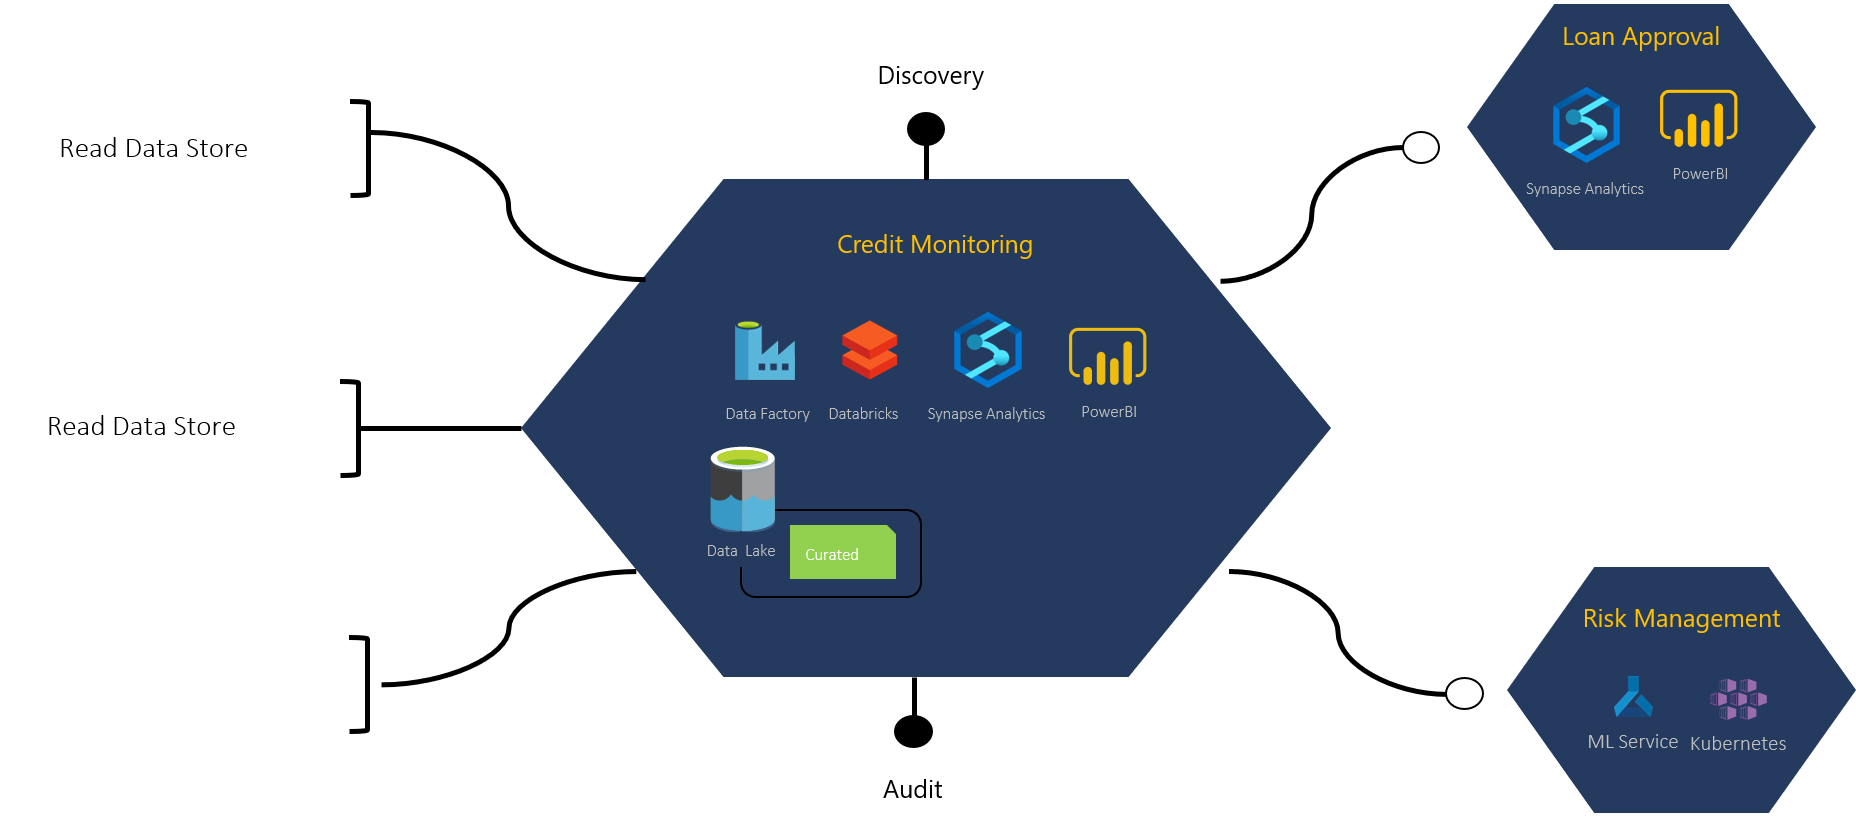 Loan Approval
Discovery
Read Data Store
Synapse Analytics
PowerBI
Credit Monitoring
Data Factory
Databricks
Synapse Analytics
PowerBI
Read Data Store
Data Lake
Curated
Risk Management
ML Service
Kubernetes
Audit